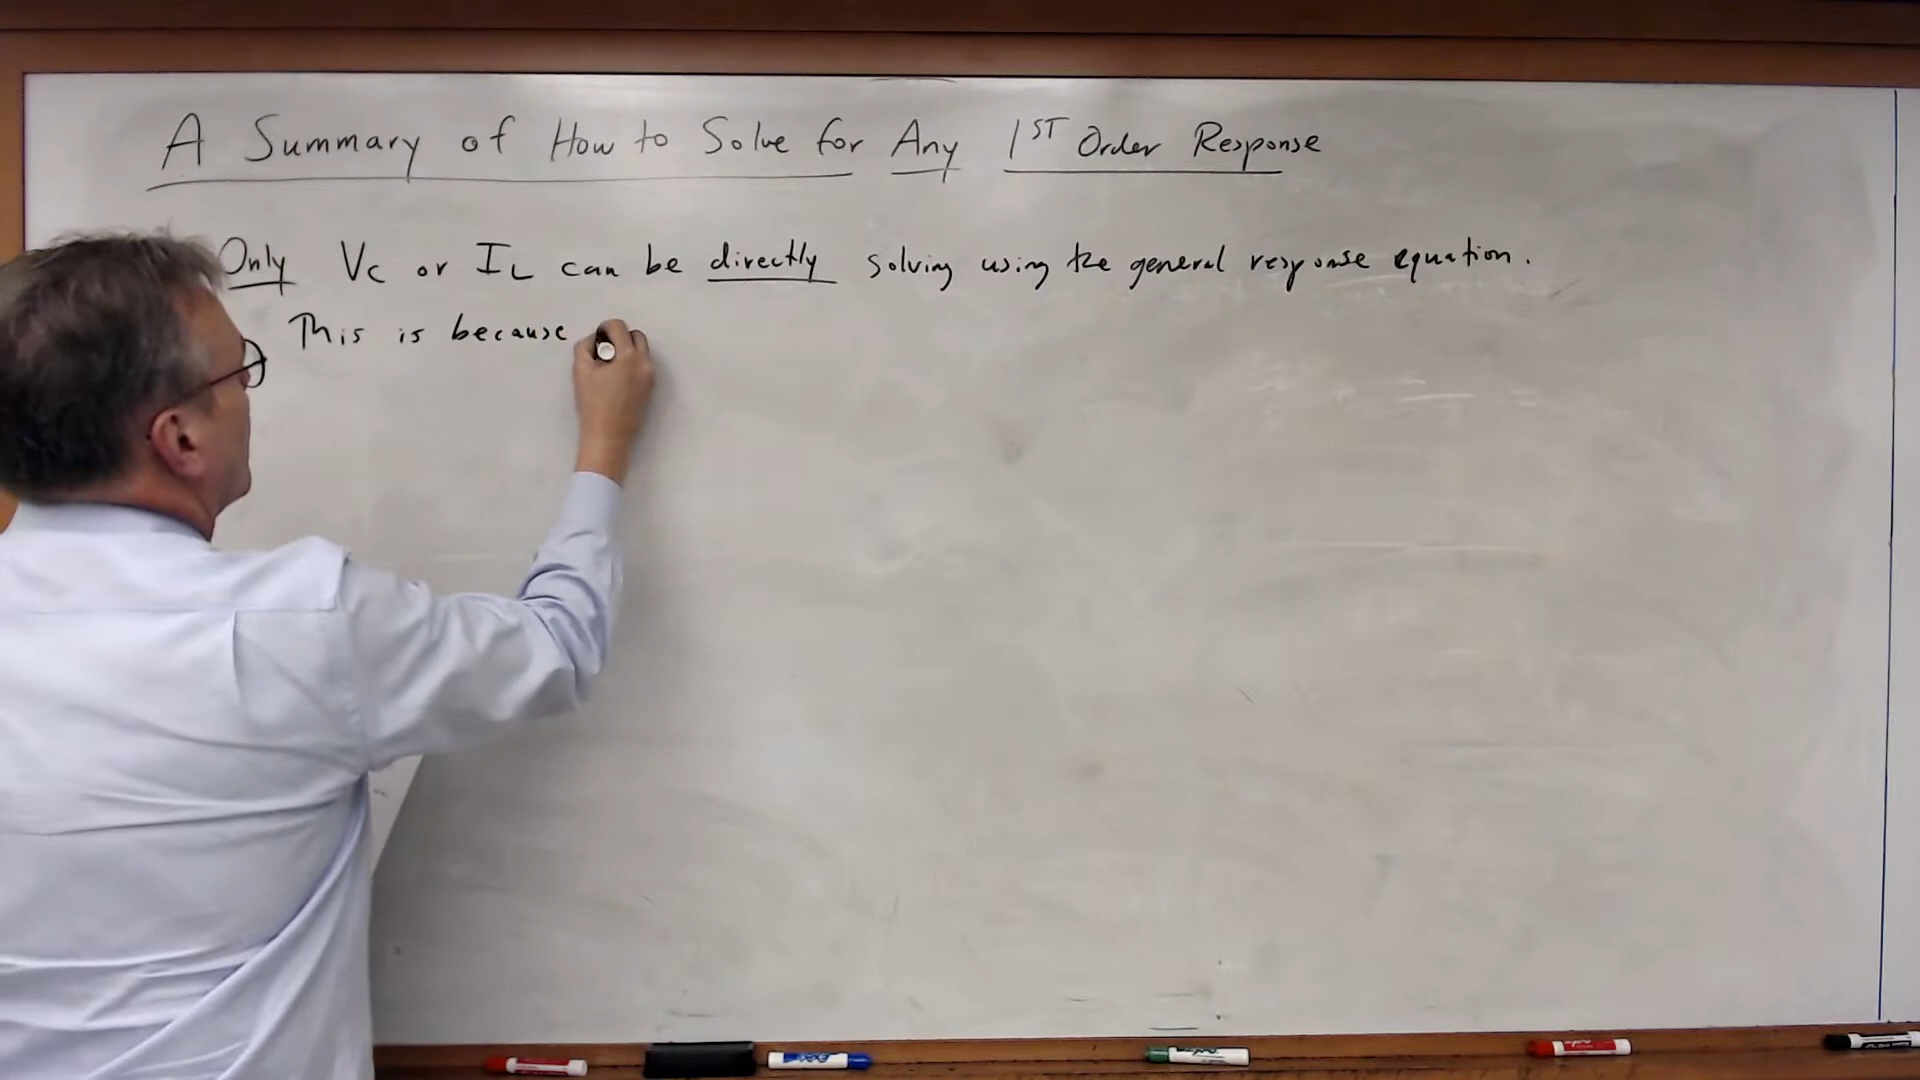 A Summary of How to Solve for Any 1ST Order Response
Only VC or IL can be directly solving using the general response equation.
This is because